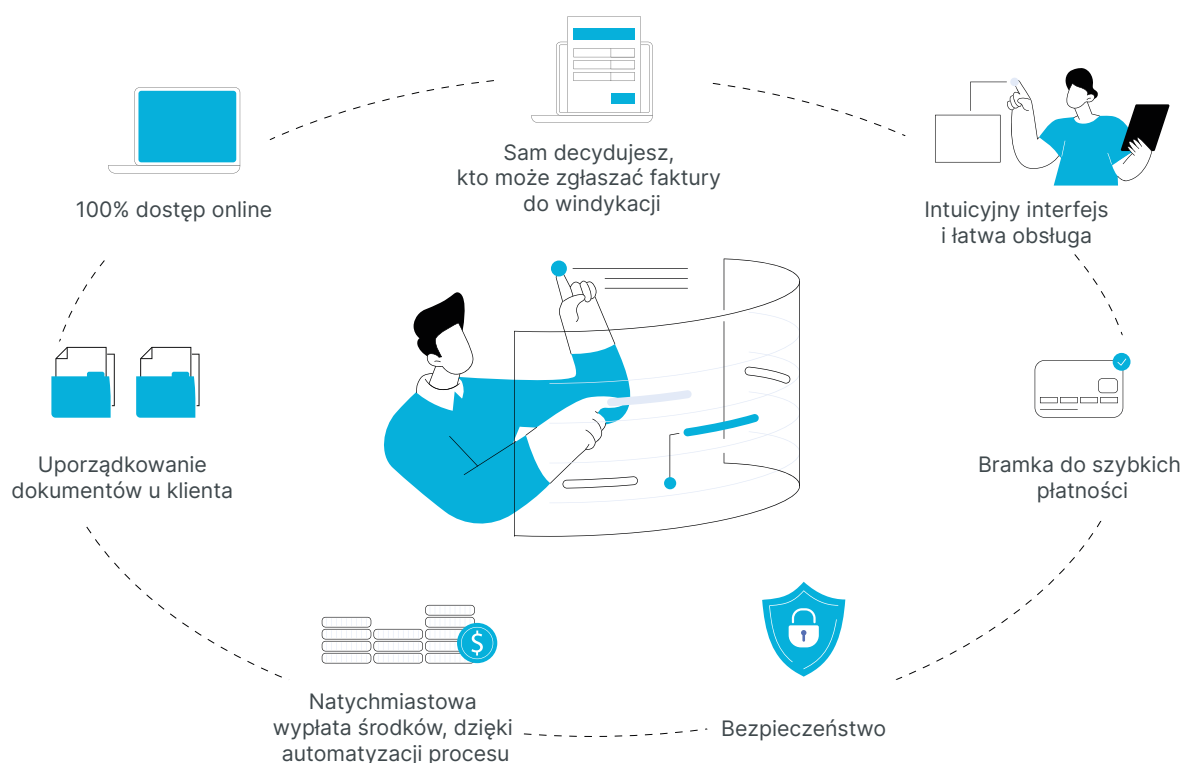 Sam decydujesz,
kto może zgłaszać faktury
do windykacji
100% dostęp online
Intuicyjny interfejs
i łatwa obsługa
Uporządkowanie
dokumentów u klienta
Bramka do szybkich
płatności
Natychmiastowa
wypłata środków, dzięki
automatyzacji procesu
Bezpieczeństwo
$